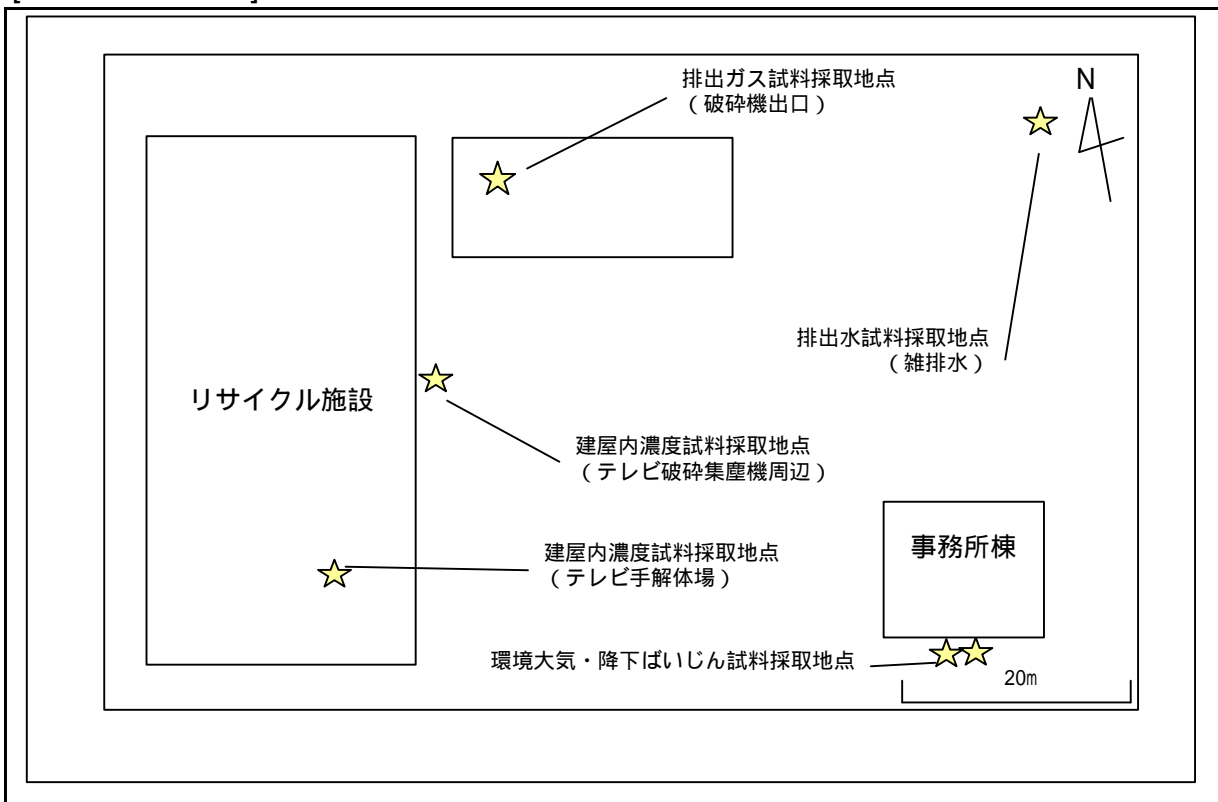 排出ガス試料採取地点
(破砕機出口)
N
排出水試料採取地点
(雑排水)
リサイクル施設
建屋内濃度試料採取地点
(テレビ破砕集塵機周辺)
建屋内濃度試料採取地点
(テレビ手解体場)
事務所棟
環境大気・降下ばいじん試料採取地点
20m